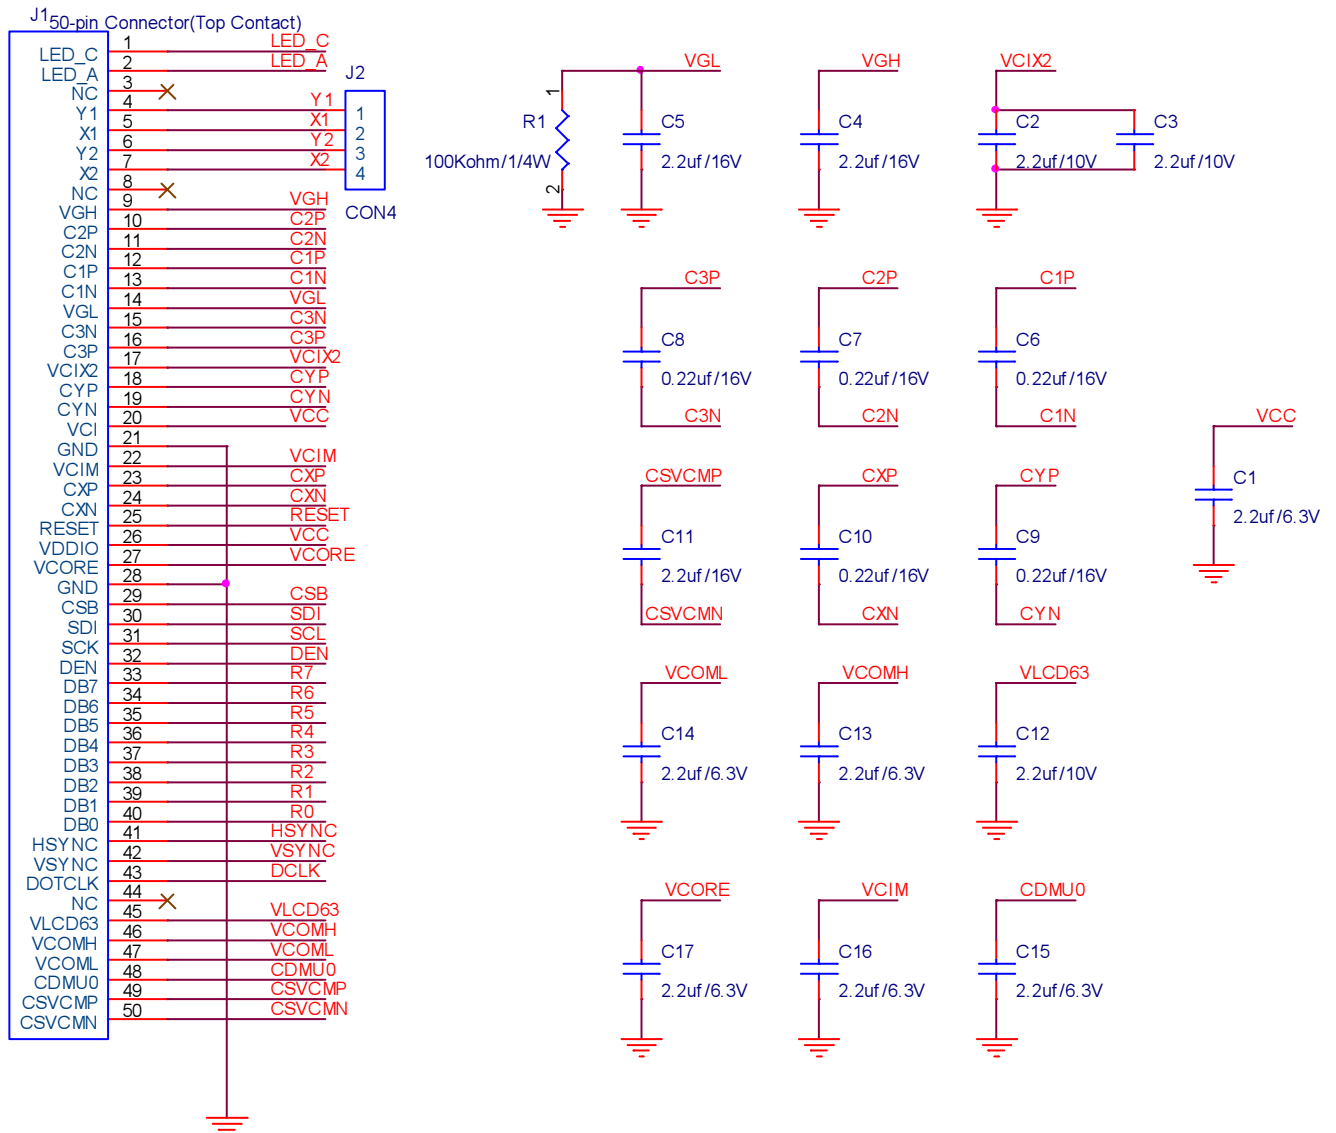 J1
50-pin Connector(Top Contact)
LED_C 1 LED_C
LED_A 2 LED_A
NC 3
Y1 4 Y1
X1 5 X1
Y2 6 Y2
X2 7 X2
NC 8
VGH 9 VGH
C2P 10 C2P
C2N 11 C2N
C1P 12 C1P
C1N 13 C1N
VGL 14 VGL
C3N 15 C3N
C3P 16 C3P
VCIX2 17 VCIX2
CYP 18 CYP
CYN 19 CYN
VCI 20 VCC
GND 21
VCIM 22 VCIM
CXP 23 CXP
CXN 24 CXN
RESET 25 RESET
VDDIO 26 VCC
VCORE 27 VCORE
GND 28
CSB 29 CSB
SDI 30 SDI
SCK 31 SCL
DEN 32 DEN
DB7 33 R7
DB6 34 R6
DB5 35 R5
DB4 36 R4
DB3 37 R3
DB2 38 R2
DB1 39 R1
DB0 40 R0
HSYNC 41 HSYNC
VSYNC 42 VSYNC
DOTCLK 43 DCLK
NC 44
VLCD63 45 VLCD63
VCOMH 46 VCOMH
VCOML 47 VCOML
CDMU0 48 CDMU0
CSVCMP 49 CSVCMP
CSVCMN 50 CSVCMN
J2
1
2
3
4
CON4
VGL
1
R1
100Kohm/1/4W
2
C5
2.2uf/16V
VGH
C4
2.2uf/16V
VCIX2
C2
2.2uf/10V
C3
2.2uf/10V
C3P
C8
0.22uf/16V
C3N
C2P
C7
0.22uf/16V
C2N
C1P
C6
0.22uf/16V
C1N
VCC
C1
2.2uf/6.3V
CSVCMP
C11
2.2uf/16V
CSVCMN
CXP
C10
0.22uf/16V
CXN
CYP
C9
0.22uf/16V
CYN
VCOML
C14
2.2uf/6.3V
VCOMH
C13
2.2uf/6.3V
VLCD63
C12
2.2uf/10V
VCORE
C17
2.2uf/6.3V
VCIM
C16
2.2uf/6.3V
CDMU0
C15
2.2uf/6.3V